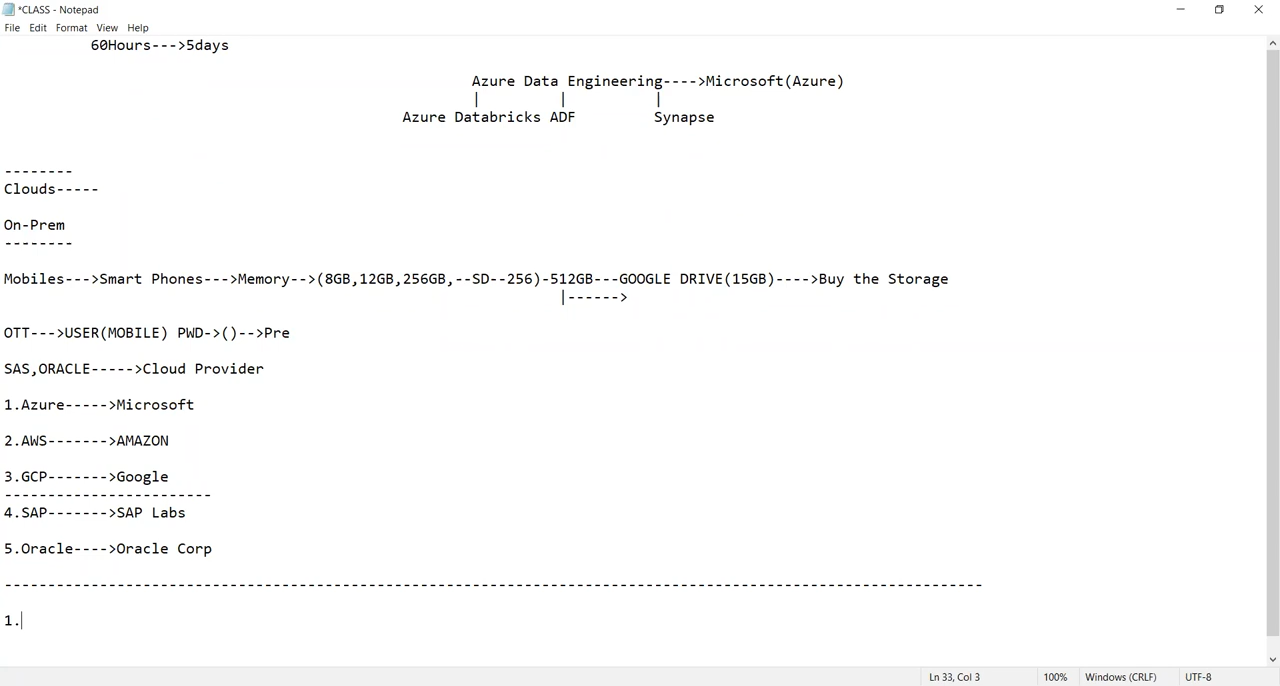 *CLASS - Notepad
File Edit Format View Help
60Hours--->5days
Azure Data Engineering---->Microsoft(Azure)
| | |
Azure Databricks ADF Synapse
--------
Clouds-----
On-Prem
--------
Mobiles--->Smart Phones--->Memory-->(8GB,12GB,256GB,--SD--256)-512GB---GOOGLE DRIVE(15GB)---->Buy the Storage
|------>
OTT--->USER(MOBILE) PWD->()-->Pre
SAS,ORACLE----->Cloud Provider
1.Azure----->Microsoft
2.AWS------->AMAZON
3.GCP------->Google
------------------------
4.SAP------->SAP Labs
5.Oracle---->Oracle Corp
-----------------------------------------------------------------------------------------------------------------
1.
Ln 33, Col 3 100% Windows (CRLF) UTF-8